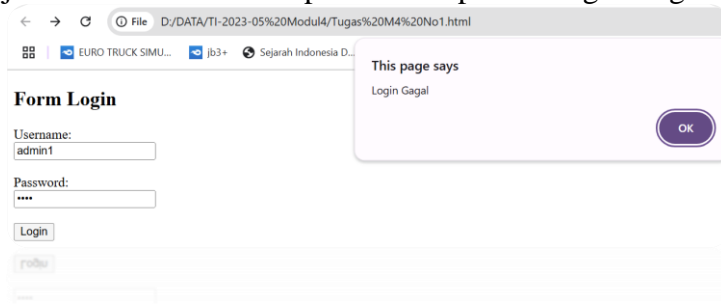 File D:/DATA/TI-2023-05%20Modul4/Tugas%20M4%20No1.html
EURO TRUCK SIMU... jb3+ Sejarah Indonesia D...
This page says
Login Gagal
OK
Form Login
Username:
admin1
Password:
••••
Login